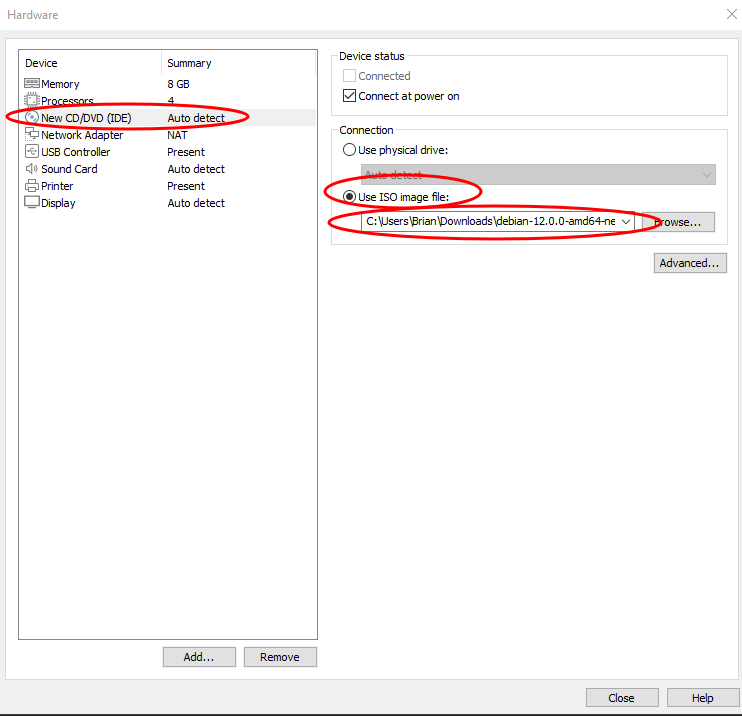 Hardware
Device Summary
Memory 8 GB
Processors 4
New CD/DVD (IDE) Auto detect
Network Adapter NAT
USB Controller Present
Sound Card Auto detect
Printer Present
Display Auto detect
Add... Remove
Device status
Connected
Connect at power on
Connection
Use physical drive:
Auto detect
Use ISO image file:
C:\Users\Brian\Downloads\debian-12.0.0-amd64-ne Browse...
Advanced...
Close Help